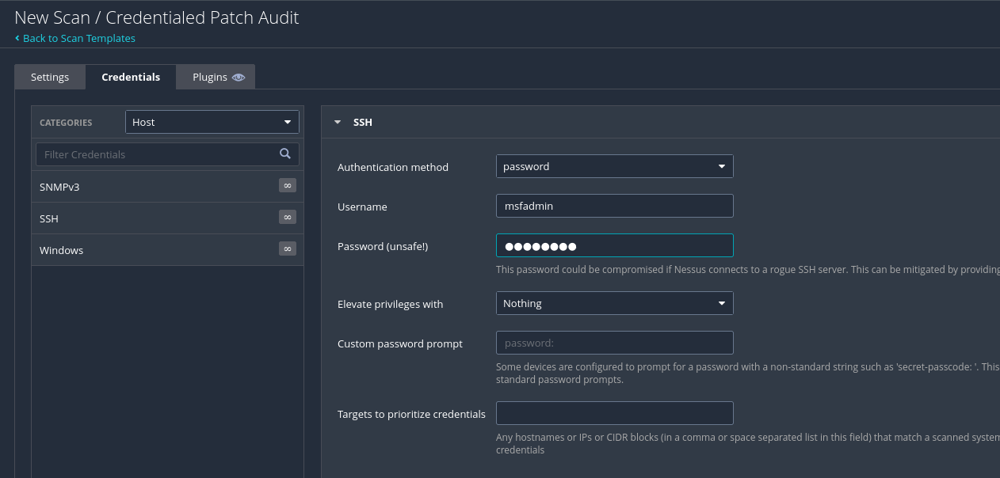 New Scan / Credentialed Patch Audit
Back to Scan Templates
Settings
Credentials
Plugins
CATEGORIES
Host
Filter Credentials
SNMPv3
∞
SSH
∞
Windows
∞
SSH
Authentication method
password
Username
msfadmin
Password (unsafe!)
●●●●●●●●
This password could be compromised if Nessus connects to a rogue SSH server. This can be mitigated by providing
Elevate privileges with
Nothing
Custom password prompt
password:
Some devices are configured to prompt for a password with a non-standard string such as 'secret-passcode: '. This
standard password prompts.
Targets to prioritize credentials
Any hostnames or IPs or CIDR blocks (in a comma or space separated list in this field) that match a scanned system
credentials